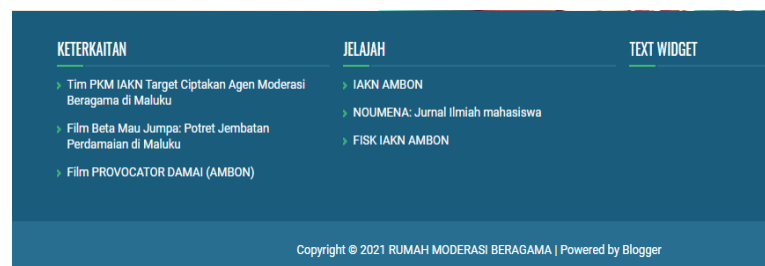 KETERKAITAN
Tim PKM IAKN Target Ciptakan Agen Moderasi
Beragama di Maluku
Film Beta Mau Jumpa: Potret Jembatan
Perdamaian di Maluku
Film PROVOCATOR DAMAI (AMBON)
JELAJAH
IAKN AMBON
NOUMENA: Jurnal Ilmiah mahasiswa
FISK IAKN AMBON
TEXT WIDGET
Copyright © 2021 RUMAH MODERASI BERAGAMA | Powered by Blogger